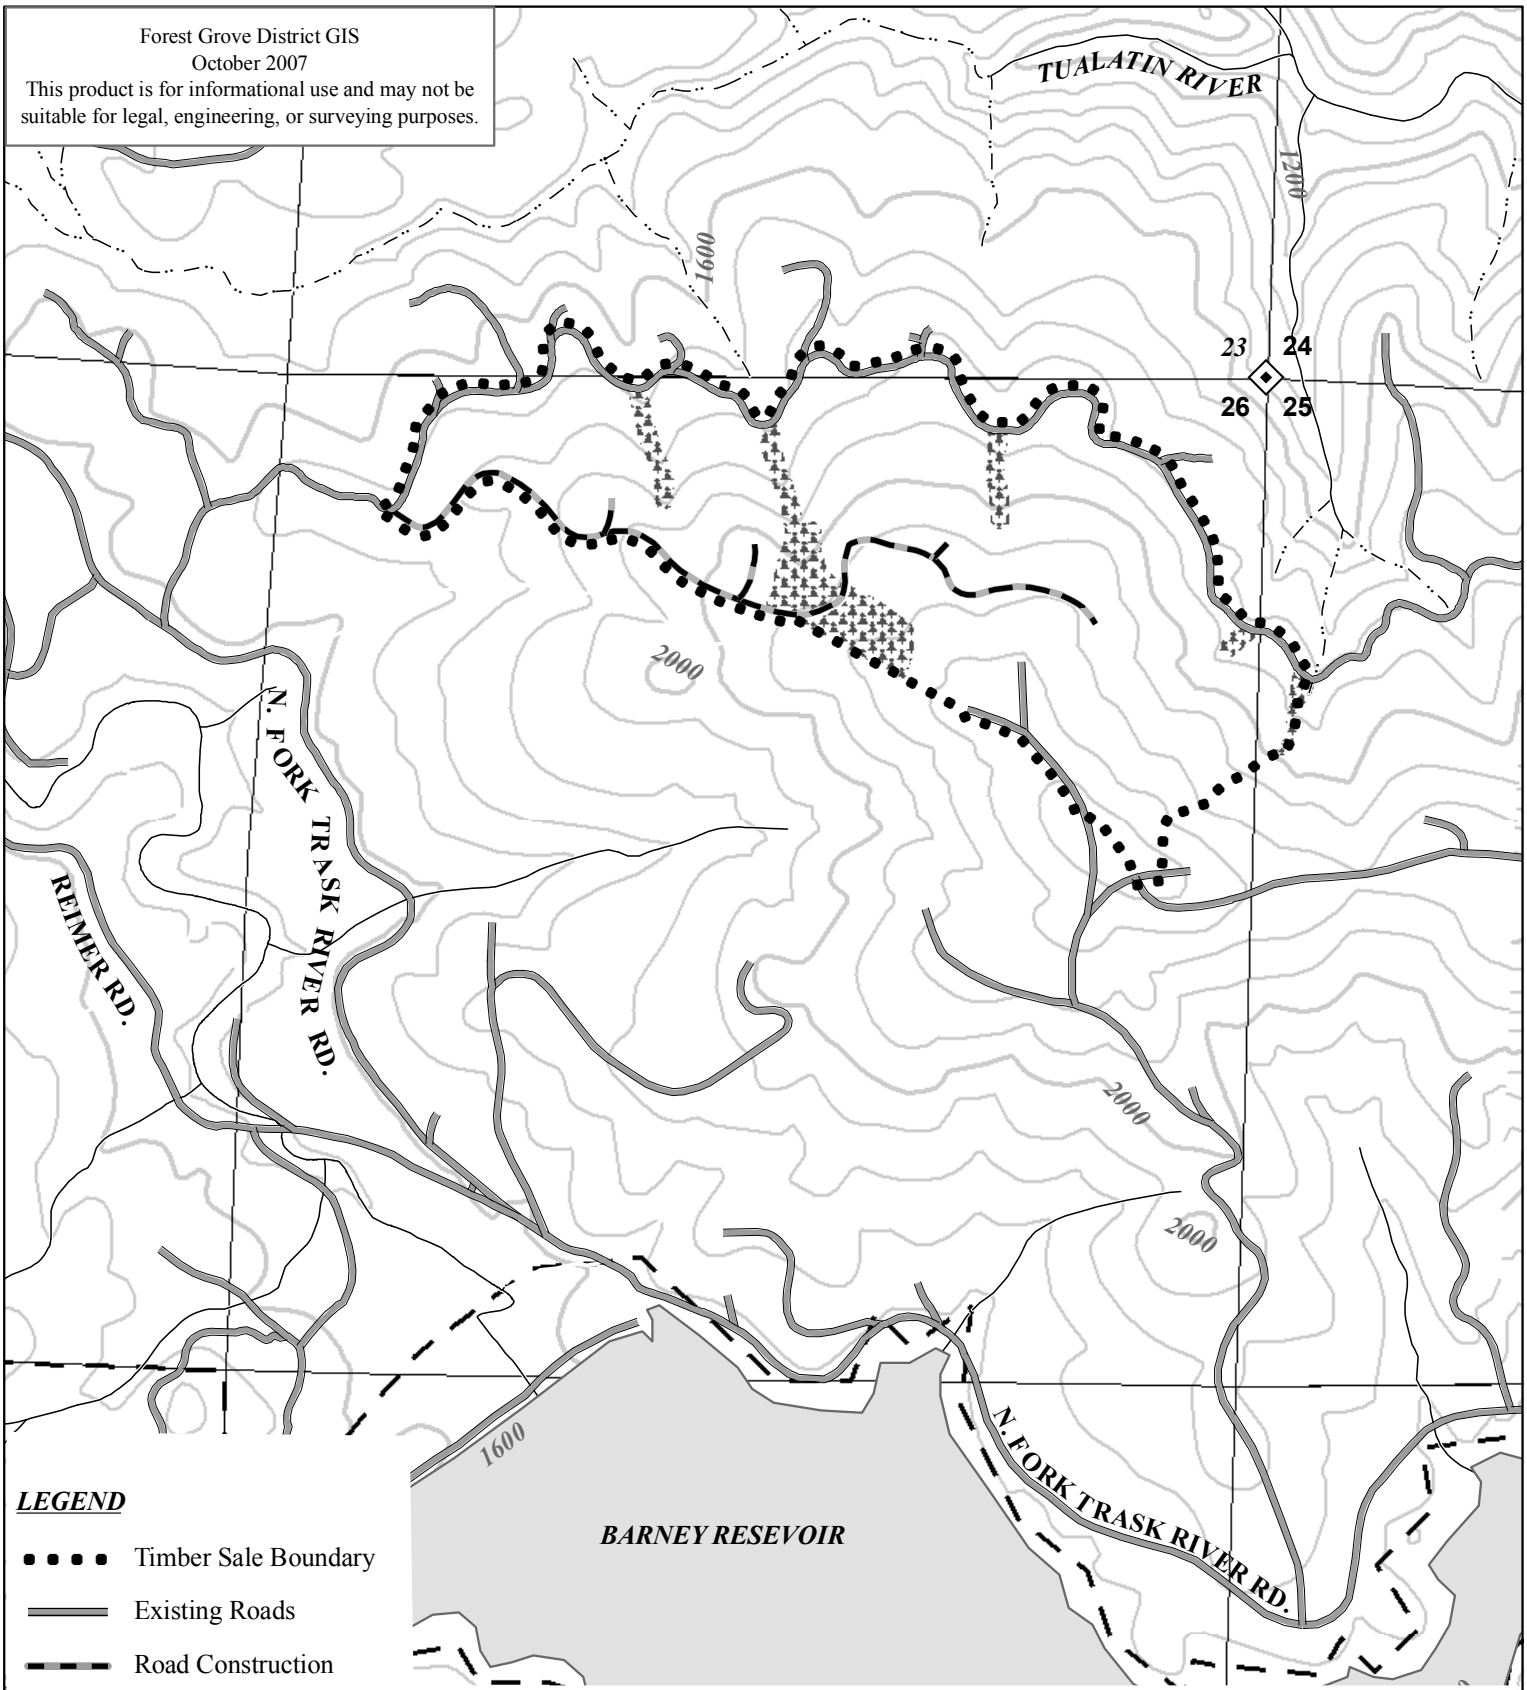 Forest Grove District GIS
October 2007
This product is for informational use and may not be
suitable for legal, engineering, or surveying purposes.
TUALATIN RIVER
1200
1600
23 24
26 25
2000
N. FORK TRASK RIVER RD.
REIMER RD.
2000
2000
1600
N. FORK TRASK RIVER RD.
BARNEY RESEVOIR
LEGEND
Timber Sale Boundary
Existing Roads
Road Construction